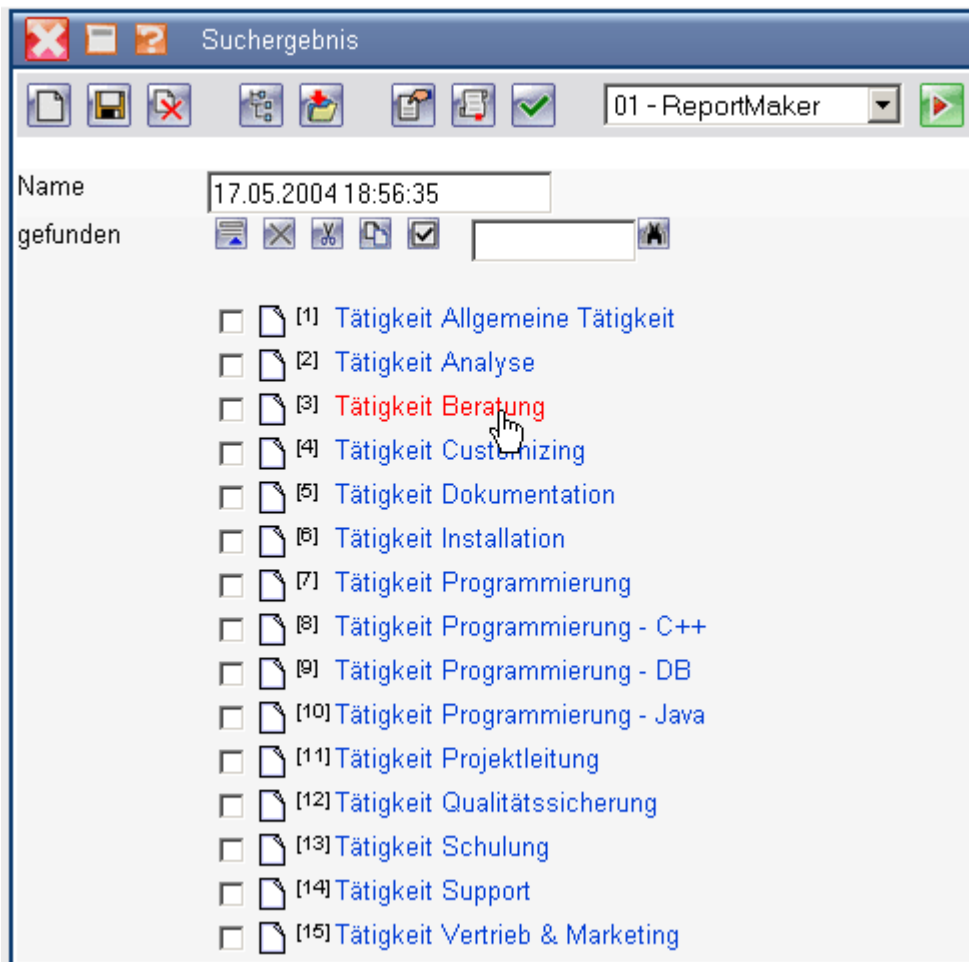 Suchergebnis
01 - ReportMaker
Name 17.05.2004 18:56:35
gefunden
[1] Tätigkeit Allgemeine Tätigkeit
[2] Tätigkeit Analyse
[3] Tätigkeit Beratung
[4] Tätigkeit Customizing
[5] Tätigkeit Dokumentation
[6] Tätigkeit Installation
[7] Tätigkeit Programmierung
[8] Tätigkeit Programmierung - C++
[9] Tätigkeit Programmierung - DB
[10] Tätigkeit Programmierung - Java
[11] Tätigkeit Projektleitung
[12] Tätigkeit Qualitätssicherung
[13] Tätigkeit Schulung
[14] Tätigkeit Support
[15] Tätigkeit Vertrieb & Marketing